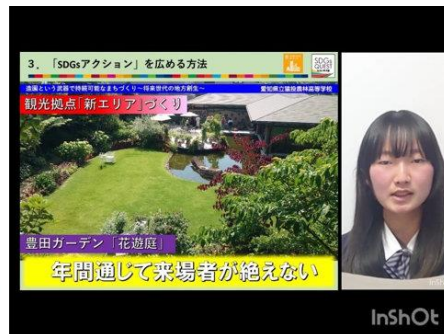 3．「SDGsアクション」を広める方法
SDGs
QUEST
造園という武器で持続可能なまちづくり～将来世代の地方創生～
愛知県立猿投農林高等学校
観光拠点「新エリア」づくり
豊田ガーデン「花遊庭」
年間通じて来場者が絶えない
InShOt